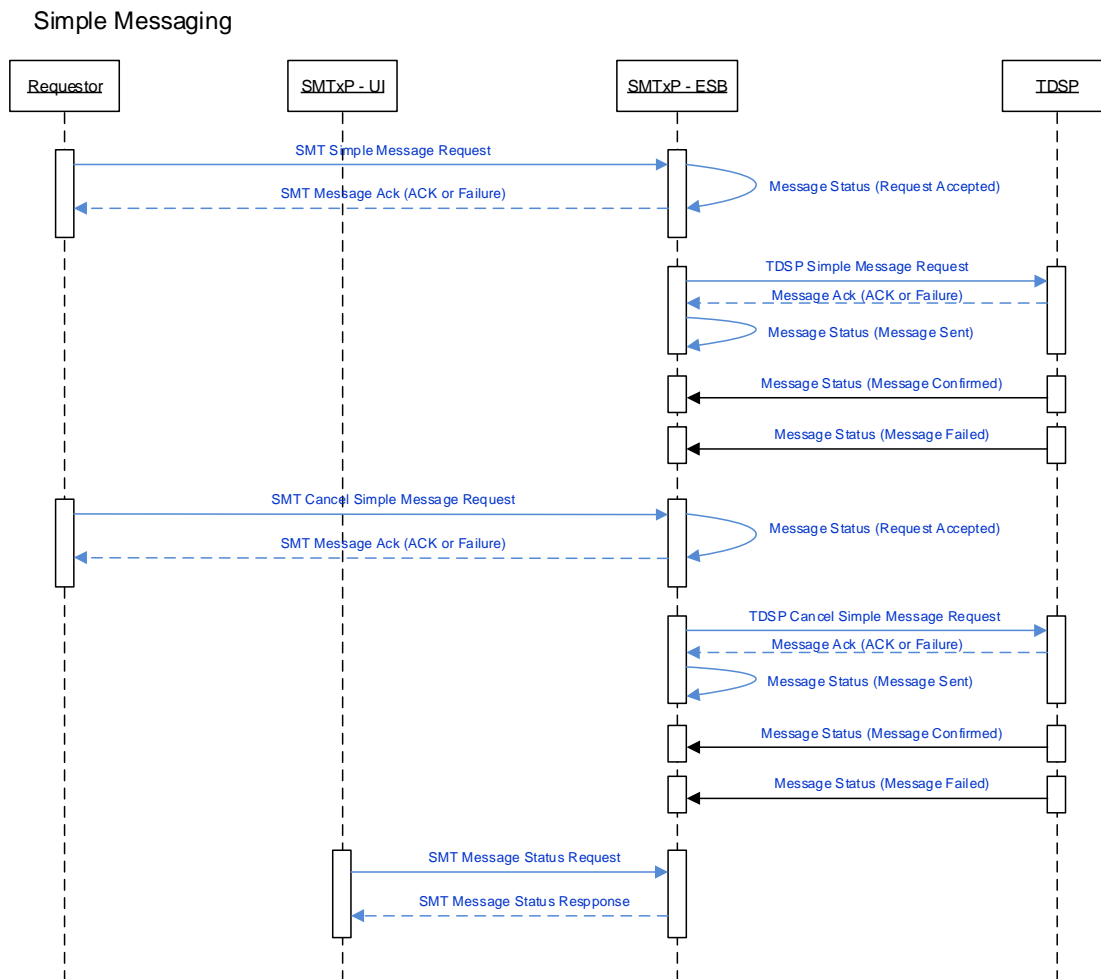 Simple Messaging
Requestor
SMTxP - UI
SMTxP - ESB
TDSP
SMT Simple Message Request
Message Status (Request Accepted)
SMT Message Ack (ACK or Failure)
TDSP Simple Message Request
Message Ack (ACK or Failure)
Message Status (Message Sent)
Message Status (Message Confirmed)
Message Status (Message Failed)
SMT Cancel Simple Message Request
Message Status (Request Accepted)
SMT Message Ack (ACK or Failure)
TDSP Cancel Simple Message Request
Message Ack (ACK or Failure)
Message Status (Message Sent)
Message Status (Message Confirmed)
Message Status (Message Failed)
SMT Message Status Request
SMT Message Status Respponse